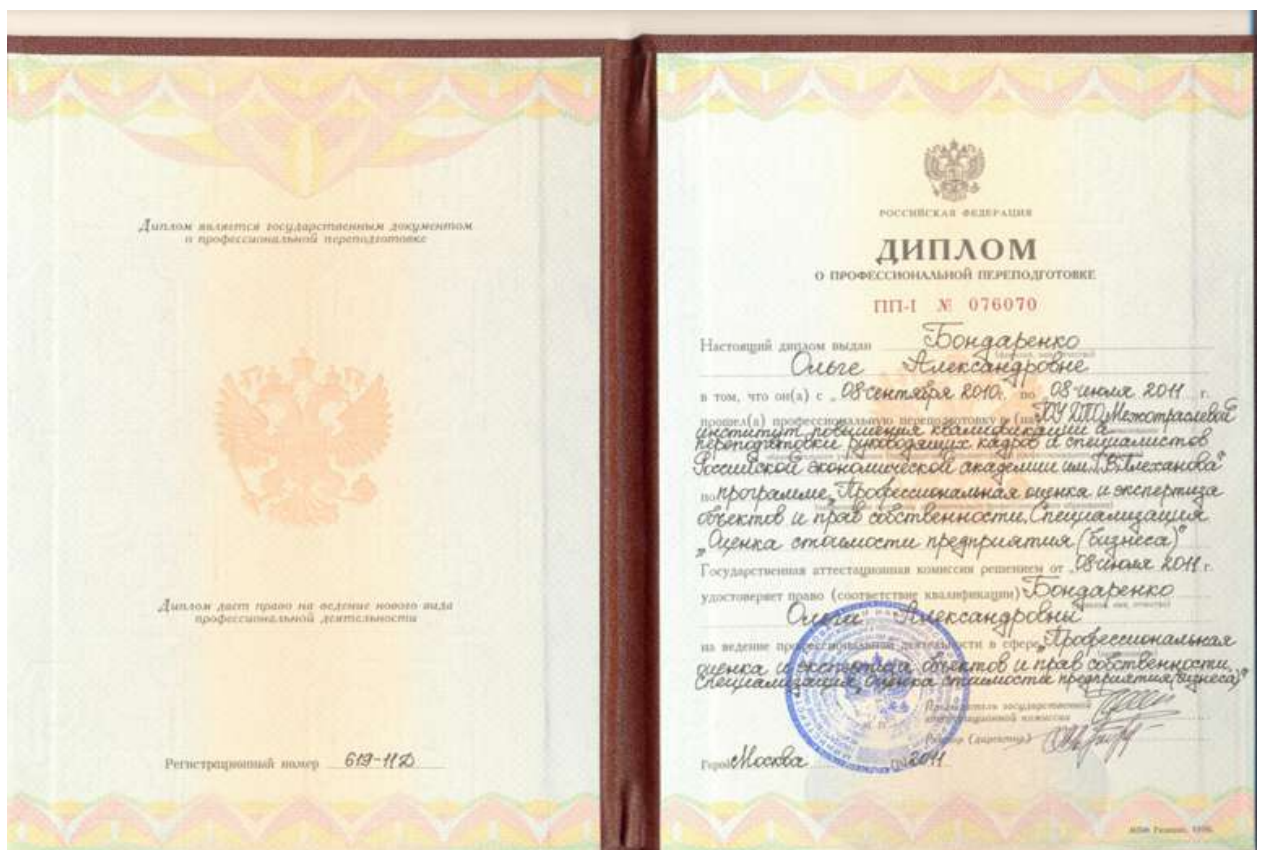 Диплом является государственным документом
о профессиональной переподготовке
Диплом дает право на ведение нового вида
профессиональной деятельности
Регистрационный номер 619-11Д
РОССИЙСКАЯ ФЕДЕРАЦИЯ
ДИПЛОМ
О ПРОФЕССИОНАЛЬНОЙ ПЕРЕПОДГОТОВКЕ
ПП-I № 076070
Настоящий диплом выдан Бондаренко
Ольге Александровне
в том, что он(а) с „08 сентября 2010г. по 08 июля 2011 г.
прошел(а) профессиональную переподготовку в (на) ГОУ ДПО „Межотраслевой
институт повышения квалификации и
переподготовки руководящих кадров и специалистов
Российской экономической академии им. Г.В. Плеханова"
по программе „Профессиональная оценка и экспертиза
объектов и прав собственности. Специализация
„Оценка стоимости предприятия (бизнеса)"
Государственная аттестационная комиссия решением от „08 июля 2011 г.
удостоверяет право (соответствие квалификации) Бондаренко
Ольги Александровны
на ведение профессиональной деятельности в сфере „Профессиональная
оценка и экспертиза объектов и прав собственности.
Специализация „Оценка стоимости предприятия (бизнеса)"
Председатель государственной
аттестационной комиссии
Ректор (директор)
Город Москва 2011